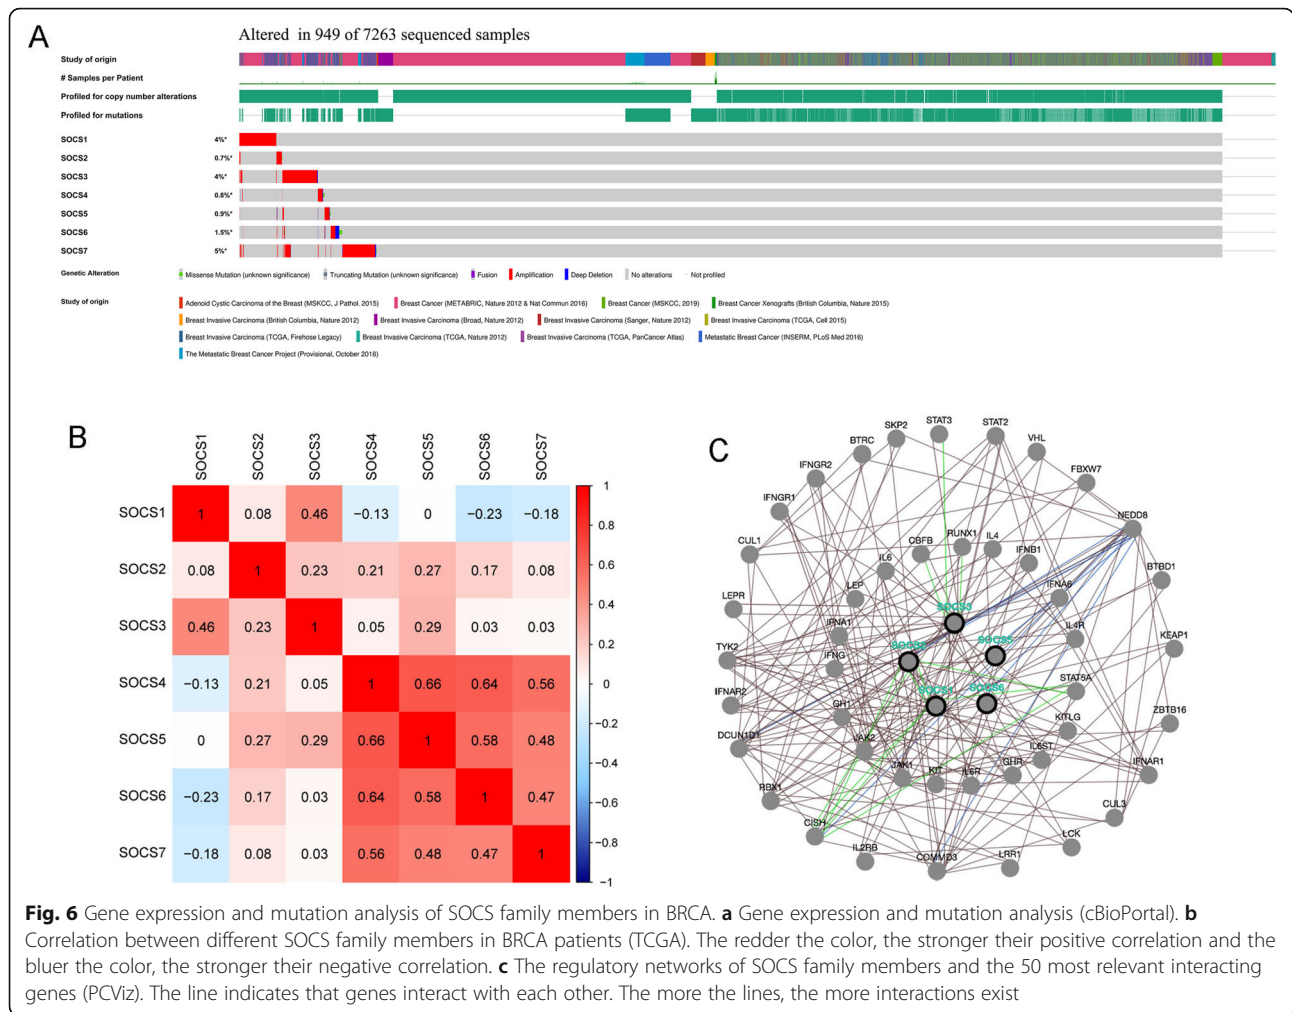 A
Altered in 949 of 7263 sequenced samples
Study of origin
# Samples per Patient
Profiled for copy number alterations
Profiled for mutations
SOCS1 4%*
SOCS2 0.7%*
SOCS3 4%*
SOCS4 0.8%*
SOCS5 0.9%*
SOCS6 1.5%*
SOCS7 5%*
Genetic Alteration Missense Mutation (unknown significance) Truncating Mutation (unknown significance) Fusion Amplification Deep Deletion No alterations Not profiled
Study of origin Adenoid Cystic Carcinoma of the Breast (MSKCC, J Pathol. 2015) Breast Cancer (METABRIC, Nature 2012 & Nat Commun 2016) Breast Cancer (MSKCC, 2019) Breast Cancer Xenografts (British Columbia, Nature 2015)
Breast Invasive Carcinoma (British Columbia, Nature 2012) Breast Invasive Carcinoma (Broad, Nature 2012) Breast Invasive Carcinoma (Sanger, Nature 2012) Breast Invasive Carcinoma (TCGA, Cell 2015)
Breast Invasive Carcinoma (TCGA, Firehose Legacy) Breast Invasive Carcinoma (TCGA, Nature 2012) Breast Invasive Carcinoma (TCGA, PanCancer Atlas) Metastatic Breast Cancer (INSERM, PLoS Med 2016)
The Metastatic Breast Cancer Project (Provisional, October 2018)
B
SOCS1 SOCS2 SOCS3 SOCS4 SOCS5 SOCS6 SOCS7
SOCS1 1 0.08 0.46 −0.13 0 −0.23 −0.18
SOCS2 0.08 1 0.23 0.21 0.27 0.17 0.08
SOCS3 0.46 0.23 1 0.05 0.29 0.03 0.03
SOCS4 −0.13 0.21 0.05 1 0.66 0.64 0.56
SOCS5 0 0.27 0.29 0.66 1 0.58 0.48
SOCS6 −0.23 0.17 0.03 0.64 0.58 1 0.47
SOCS7 −0.18 0.08 0.03 0.56 0.48 0.47 1
1
0.8
0.6
0.4
0.2
0
−0.2
−0.4
−0.6
−0.8
−1
C
STAT3
STAT2
SKP2
BTRC
VHL
IFNGR2
FBXW7
IFNGR1
NEDD8
CUL1
CBFB
RUNX1
IL4
IFNB1
IL6
BTBD1
LEP
IFNA6
LEPR
SOCS3
IFNA1
IL4R
KEAP1
TYK2
IFNG
SOCS5
IFNAR2
SOCS1
SOCS6
STAT5A
GH1
KITLG
ZBTB16
DCUN1D1
JAK2
IL6ST
JAK1
KIT
IL6R
GHR
IFNAR1
RBX1
CUL3
CISH
LCK
IL2RB
COMMD3
LRR1
Fig. 6 Gene expression and mutation analysis of SOCS family members in BRCA. a Gene expression and mutation analysis (cBioPortal). b
Correlation between different SOCS family members in BRCA patients (TCGA). The redder the color, the stronger their positive correlation and the
bluer the color, the stronger their negative correlation. c The regulatory networks of SOCS family members and the 50 most relevant interacting
genes (PCViz). The line indicates that genes interact with each other. The more the lines, the more interactions exist